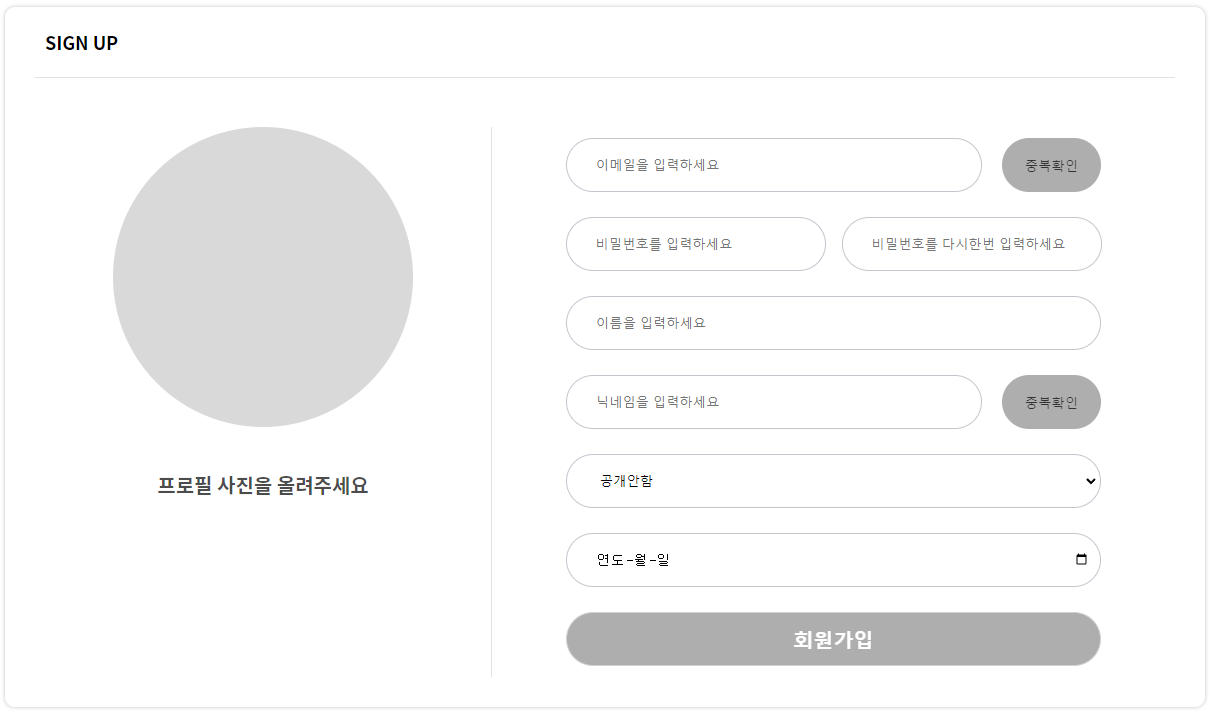 SIGN UP
프로필 사진을 올려주세요
이메일을 입력하세요
중복확인
비밀번호를 입력하세요
비밀번호를 다시한번 입력하세요
이름을 입력하세요
닉네임을 입력하세요
중복확인
공개안함
연도-월-일
회원가입